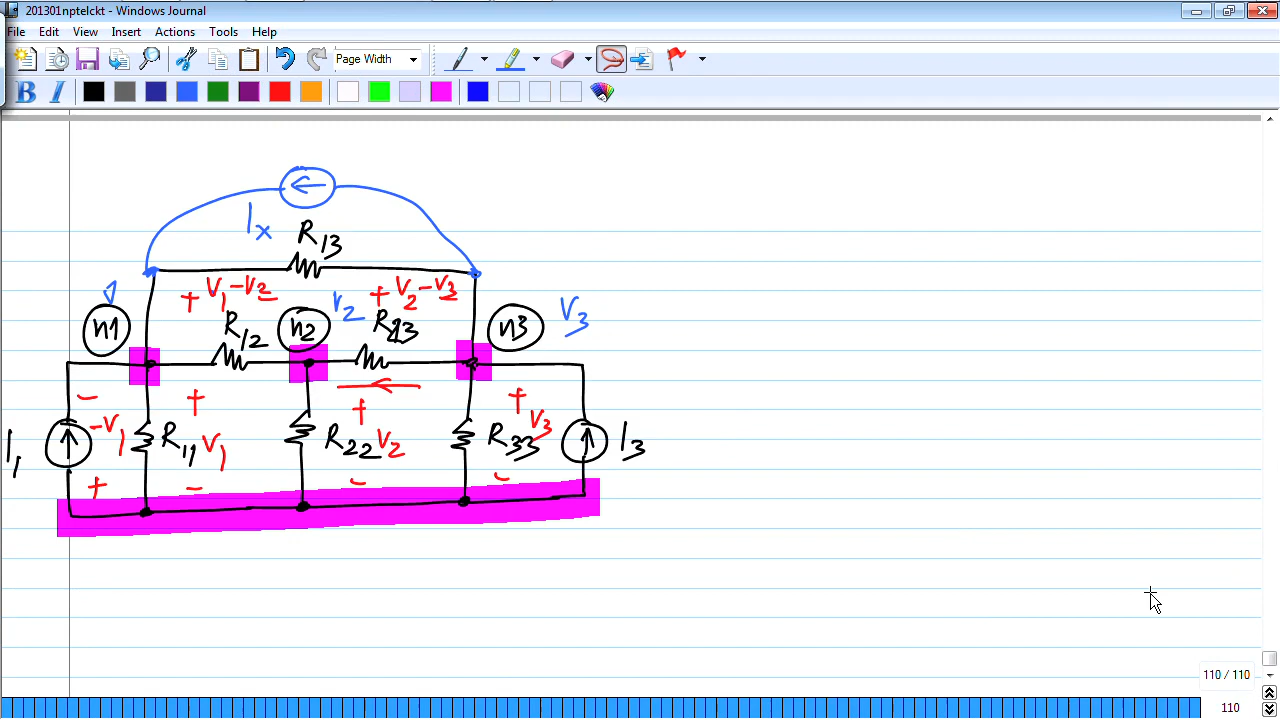 201301nptelckt - Windows Journal
File Edit View Insert Actions Tools Help
Page Width
B I
Ix
R13
+ V1-V2 + V2-V3
n1 R12 n2 V2 R23 n3 V3
- + + +
I1 -V1 R11 V1 R22 V2 R33 V3 I3
+ - - -
110 / 110
110